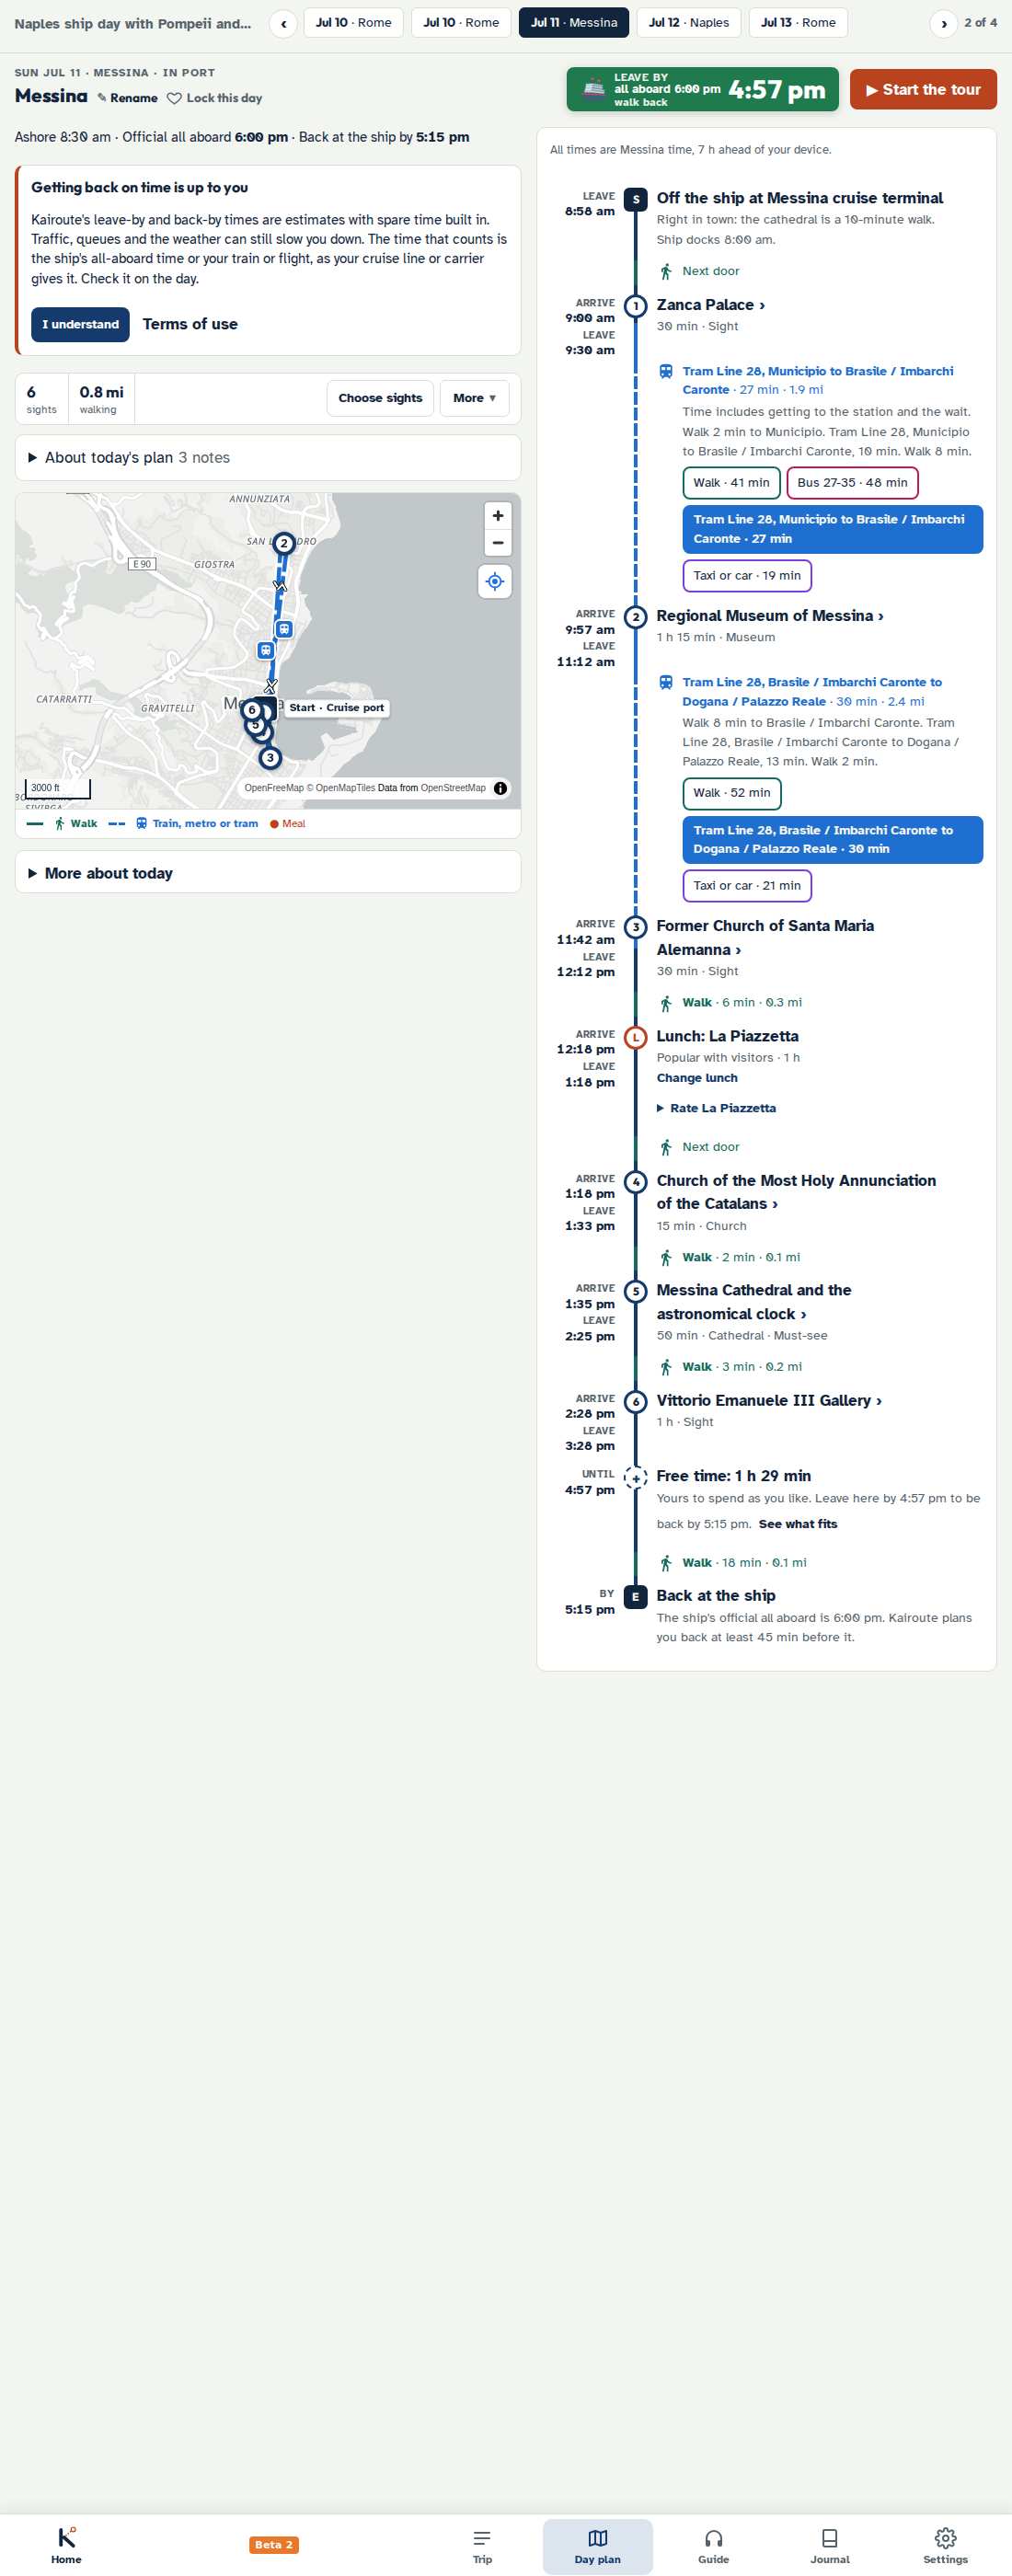 Naples ship day with Pompeii and...
‹
Jul 10 · Rome
Jul 10 · Rome
Jul 11 · Messina
Jul 12 · Naples
Jul 13 · Rome
›
2 of 4
SUN JUL 11 · MESSINA · IN PORT
Messina
✎ Rename
Lock this day
LEAVE BY
all aboard 6:00 pm
walk back
4:57 pm
▶ Start the tour
Ashore 8:30 am · Official all aboard 6:00 pm · Back at the ship by 5:15 pm
Getting back on time is up to you
Kairoute's leave-by and back-by times are estimates with spare time built in.
Traffic, queues and the weather can still slow you down. The time that counts is
the ship's all-aboard time or your train or flight, as your cruise line or carrier
gives it. Check it on the day.
I understand
Terms of use
6
sights
0.8 mi
walking
Choose sights
More ▼
▶ About today's plan 3 notes
ANNUNZIATA
2
E 90
GIOSTRA
CATARRATTI
GRAVITELLI
6
5
3
Start · Cruise port
3000 ft
OpenFreeMap © OpenMapTiles Data from OpenStreetMap
+
−
Walk
Train, metro or tram
Meal
▶ More about today
All times are Messina time, 7 h ahead of your device.
LEAVE
8:58 am
S
Off the ship at Messina cruise terminal
Right in town: the cathedral is a 10-minute walk.
Ship docks 8:00 am.
Next door
ARRIVE
9:00 am
LEAVE
9:30 am
1
Zanca Palace ›
30 min · Sight
Tram Line 28, Municipio to Brasile / Imbarchi
Caronte · 27 min · 1.9 mi
Time includes getting to the station and the wait.
Walk 2 min to Municipio. Tram Line 28, Municipio
to Brasile / Imbarchi Caronte, 10 min. Walk 8 min.
Walk · 41 min
Bus 27-35 · 48 min
Tram Line 28, Municipio to Brasile / Imbarchi
Caronte · 27 min
Taxi or car · 19 min
ARRIVE
9:57 am
LEAVE
11:12 am
2
Regional Museum of Messina ›
1 h 15 min · Museum
Tram Line 28, Brasile / Imbarchi Caronte to
Dogana / Palazzo Reale · 30 min · 2.4 mi
Walk 8 min to Brasile / Imbarchi Caronte. Tram
Line 28, Brasile / Imbarchi Caronte to Dogana /
Palazzo Reale, 13 min. Walk 2 min.
Walk · 52 min
Tram Line 28, Brasile / Imbarchi Caronte to
Dogana / Palazzo Reale · 30 min
Taxi or car · 21 min
ARRIVE
11:42 am
LEAVE
12:12 pm
3
Former Church of Santa Maria
Alemanna ›
30 min · Sight
Walk · 6 min · 0.3 mi
ARRIVE
12:18 pm
LEAVE
1:18 pm
L
Lunch: La Piazzetta
Popular with visitors · 1 h
Change lunch
▶ Rate La Piazzetta
Next door
ARRIVE
1:18 pm
LEAVE
1:33 pm
4
Church of the Most Holy Annunciation
of the Catalans ›
15 min · Church
Walk · 2 min · 0.1 mi
ARRIVE
1:35 pm
LEAVE
2:25 pm
5
Messina Cathedral and the
astronomical clock ›
50 min · Cathedral · Must-see
Walk · 3 min · 0.2 mi
ARRIVE
2:28 pm
LEAVE
3:28 pm
6
Vittorio Emanuele III Gallery ›
1 h · Sight
UNTIL
4:57 pm
+
Free time: 1 h 29 min
Yours to spend as you like. Leave here by 4:57 pm to be
back by 5:15 pm. See what fits
Walk · 18 min · 0.1 mi
BY
5:15 pm
E
Back at the ship
The ship's official all aboard is 6:00 pm. Kairoute plans
you back at least 45 min before it.
Home
Beta 2
Trip
Day plan
Guide
Journal
Settings